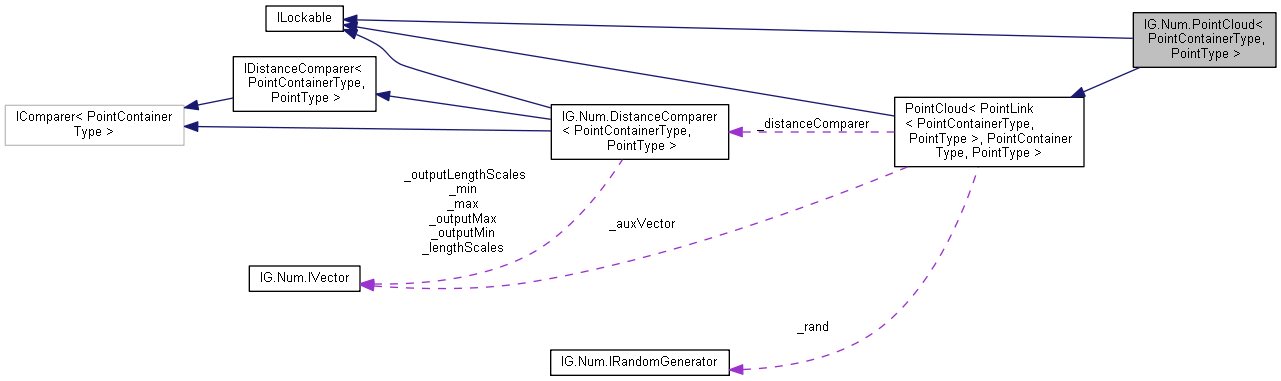 ILockable
IG.Num.PointCloud<
PointContainerType,
PointType >
IDistanceComparer<
PointContainerType,
PointType >
IComparer< PointContainer
Type >
IG.Num.DistanceComparer
< PointContainerType,
PointType >
_distanceComparer
PointCloud< PointLink
< PointContainerType,
PointType >, PointContainer
Type, PointType >
_outputLengthScales
_min
_max
_outputMax
_outputMin
_lengthScales
_auxVector
IG.Num.IVector
_rand
IG.Num.IRandomGenerator